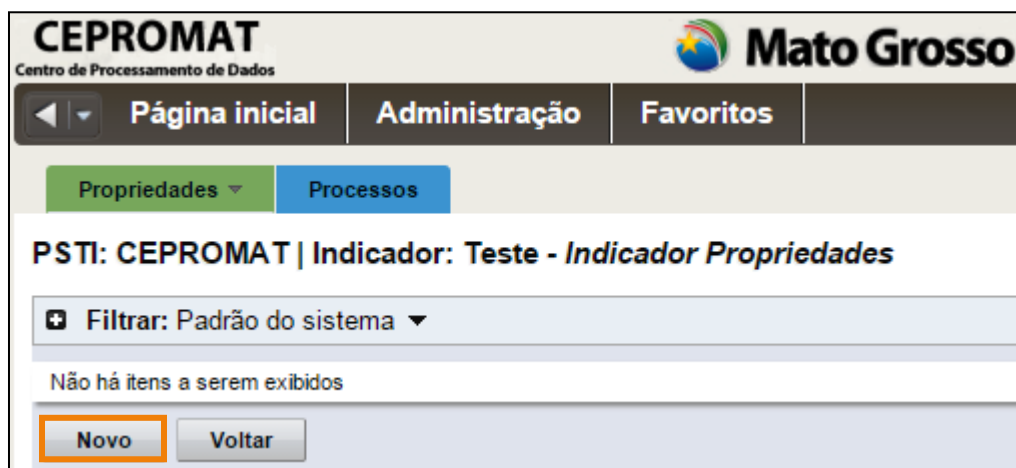 CEPROMAT
Centro de Processamento de Dados
Mato Grosso
Página inicial Administração Favoritos
Propriedades Processos
PSTI: CEPROMAT | Indicador: Teste - Indicador Propriedades
Filtrar: Padrão do sistema
Não há itens a serem exibidos
Novo Voltar